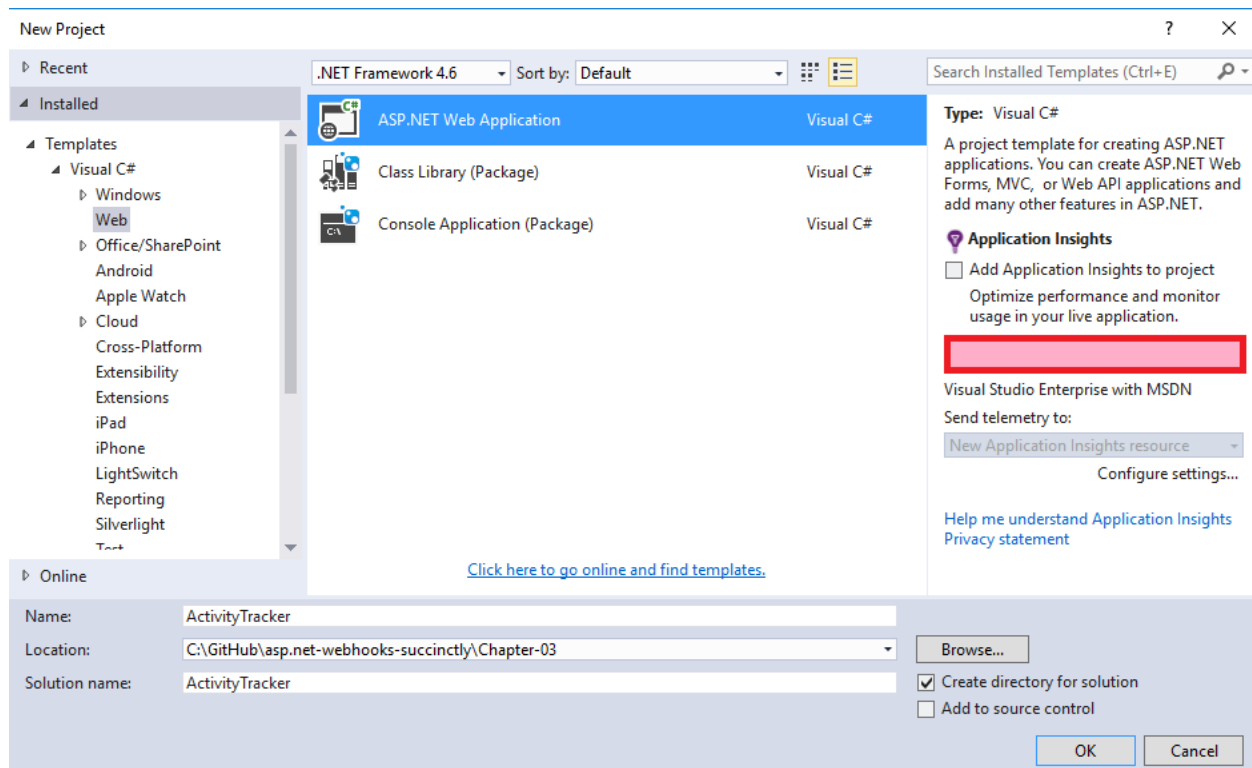 New Project
?
Recent
.NET Framework 4.6
Sort by: Default
Search Installed Templates (Ctrl+E)
Installed
Templates
Visual C#
Windows
Web
Office/SharePoint
Android
Apple Watch
Cloud
Cross-Platform
Extensibility
Extensions
iPad
iPhone
LightSwitch
Reporting
Silverlight
Test
Online
C#
ASP.NET Web Application Visual C#
Class Library (Package) Visual C#
C:\
Console Application (Package) Visual C#
Click here to go online and find templates.
Type: Visual C#
A project template for creating ASP.NET
applications. You can create ASP.NET Web
Forms, MVC, or Web API applications and
add many other features in ASP.NET.
Application Insights
Add Application Insights to project
Optimize performance and monitor
usage in your live application.
Visual Studio Enterprise with MSDN
Send telemetry to:
New Application Insights resource
Configure settings...
Help me understand Application Insights
Privacy statement
Name: ActivityTracker
Location: C:\GitHub\asp.net-webhooks-succinctly\Chapter-03
Browse...
Solution name: ActivityTracker
Create directory for solution
Add to source control
OK
Cancel